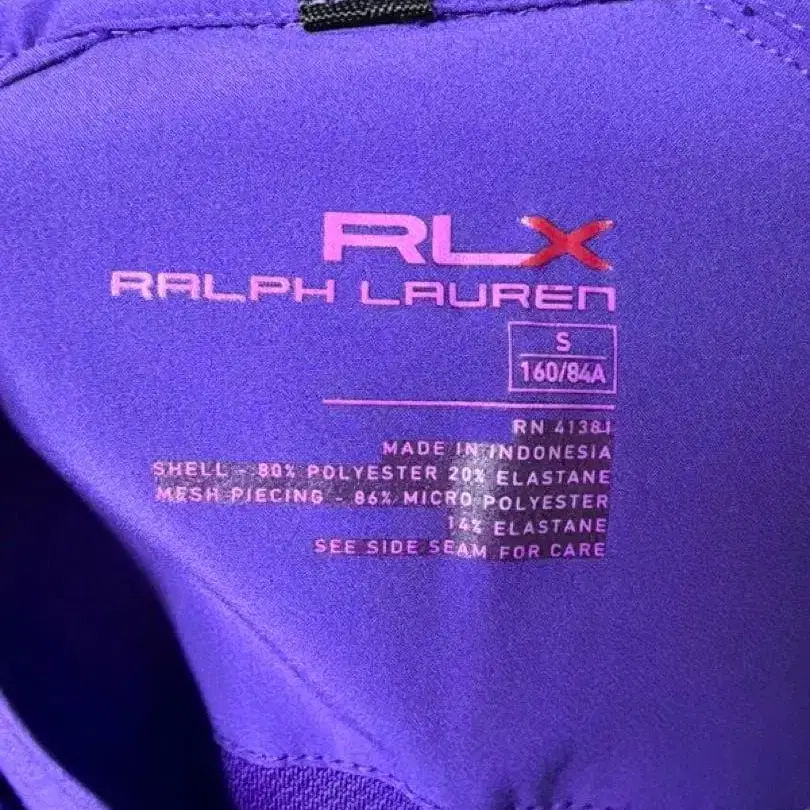 RLX
RALPH LAUREN
S
160/84A
RN 41381
MADE IN INDONESIA
SHELL - 80% POLYESTER 20% ELASTANE
MESH PIECING - 86% MICRO POLYESTER
14% ELASTANE
SEE SIDE SEAM FOR CARE